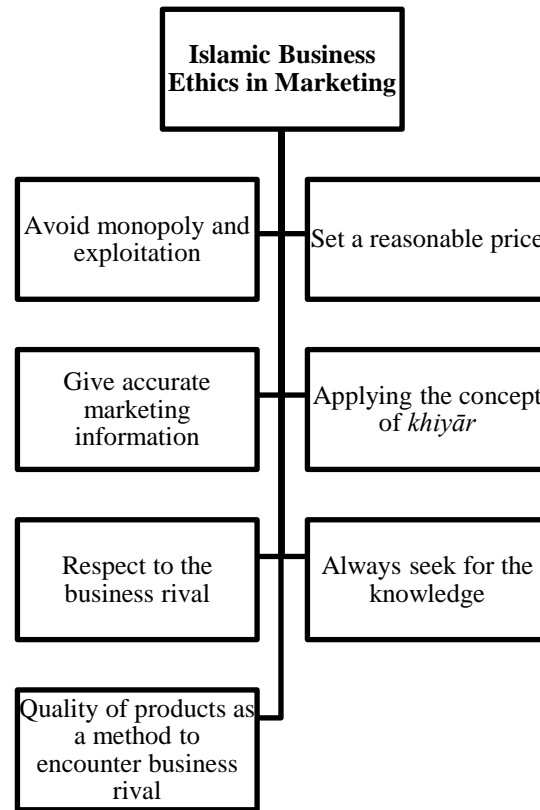 Islamic Business
Ethics in Marketing
Avoid monopoly and
exploitation
Set a reasonable price
Give accurate
marketing
information
Applying the concept
of khiyār
Respect to the
business rival
Always seek for the
knowledge
Quality of products as
a method to
encounter business
rival